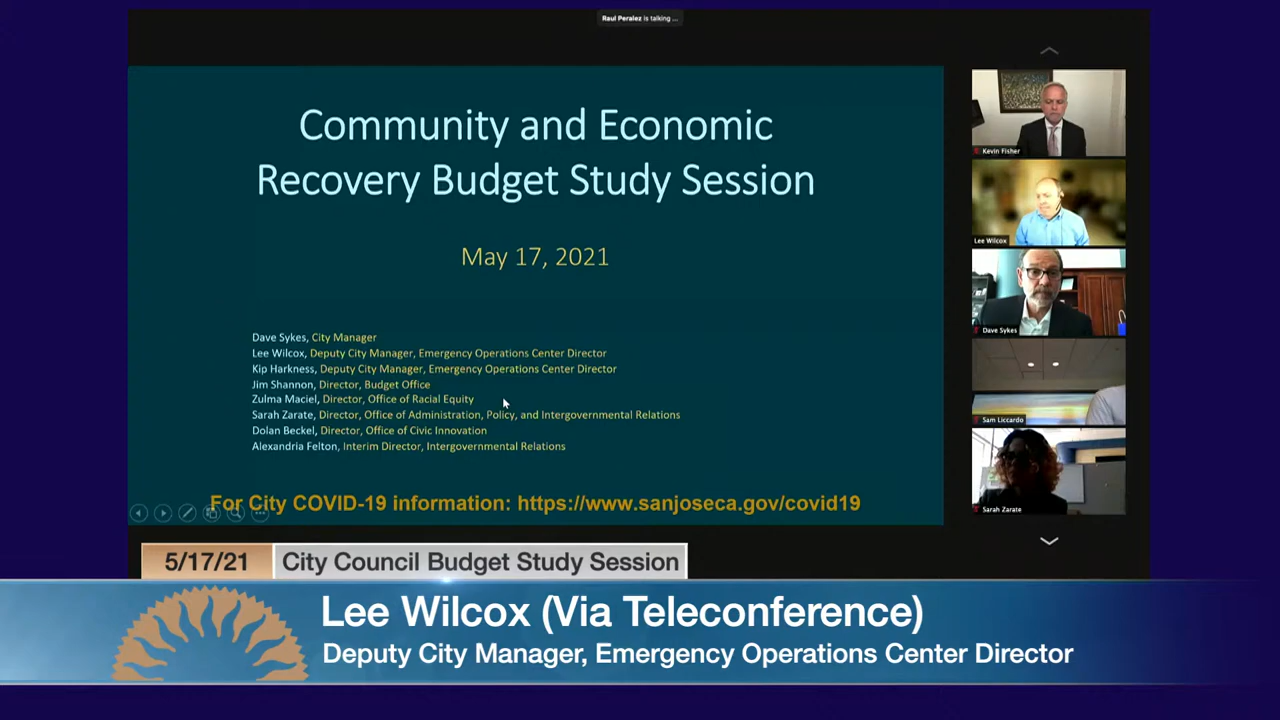 Raul Peralez is talking ...
Community and Economic
Recovery Budget Study Session
May 17, 2021
Dave Sykes, City Manager
Lee Wilcox, Deputy City Manager, Emergency Operations Center Director
Kip Harkness, Deputy City Manager, Emergency Operations Center Director
Jim Shannon, Director, Budget Office
Zulma Maciel, Director, Office of Racial Equity
Sarah Zarate, Director, Office of Administration, Policy, and Intergovernmental Relations
Dolan Beckel, Director, Office of Civic Innovation
Alexandria Felton, Interim Director, Intergovernmental Relations
For City COVID-19 information: https://www.sanjoseca.gov/covid19
Kevin Fisher
Lee Wilcox
Dave Sykes
Sam Liccardo
Sarah Zarate
5/17/21 City Council Budget Study Session
Lee Wilcox (Via Teleconference)
Deputy City Manager, Emergency Operations Center Director